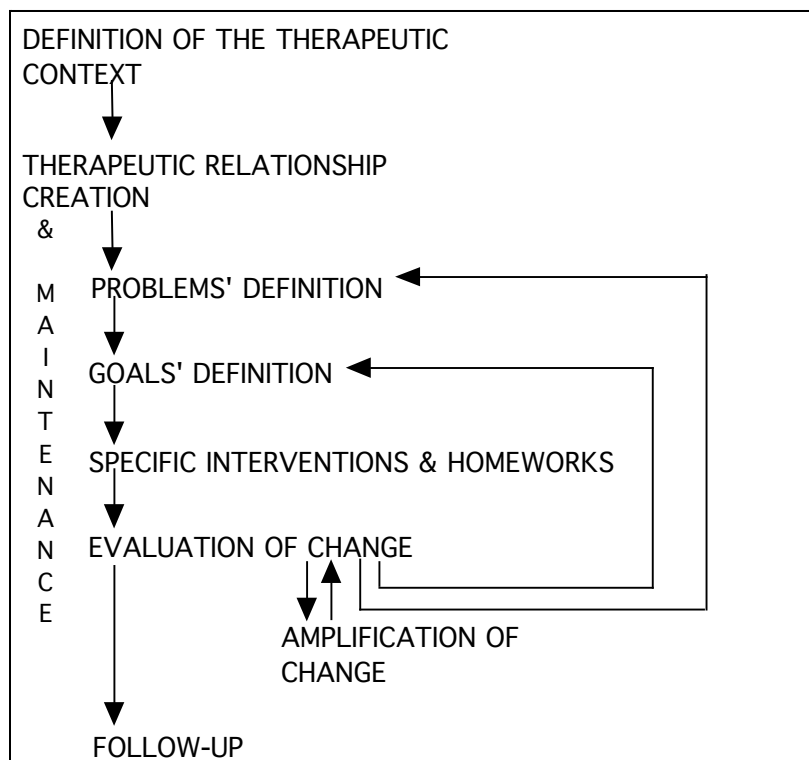 DEFINITION OF THE THERAPEUTIC
CONTEXT
THERAPEUTIC RELATIONSHIP
CREATION
& MAINTENANCE
PROBLEMS' DEFINITION
GOALS' DEFINITION
SPECIFIC INTERVENTIONS & HOMEWORKS
EVALUATION OF CHANGE
AMPLIFICATION OF
CHANGE
FOLLOW-UP